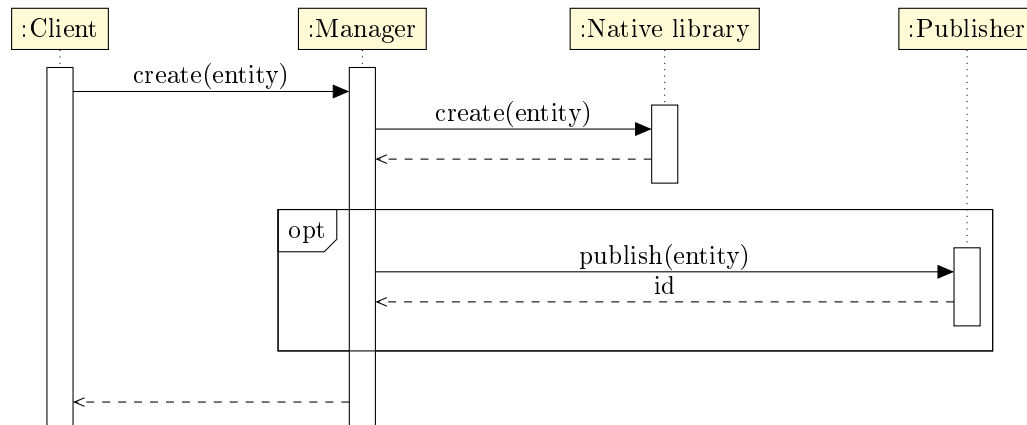 :Client
:Manager
:Native library
:Publisher
create(entity)
create(entity)
opt
publish(entity)
id